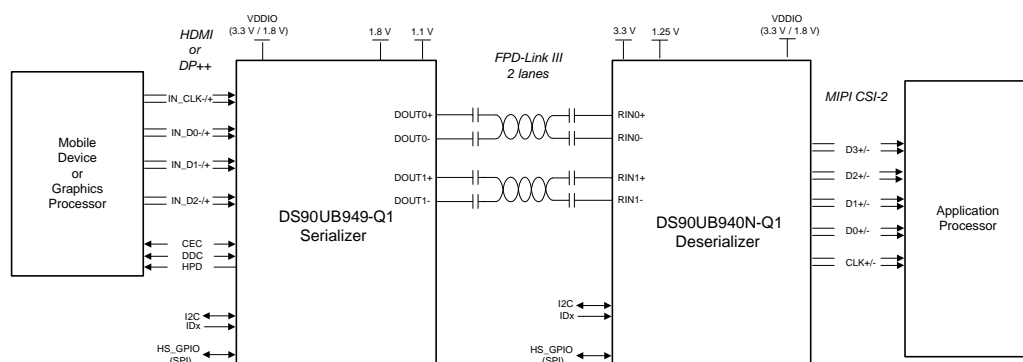 VDDIO
(3.3 V / 1.8 V)
1.8 V
1.1 V
HDMI
or
DP++
FPD-Link III
2 lanes
3.3 V
1.25 V
VDDIO
(3.3 V / 1.8 V)
MIPI CSI-2
Mobile
Device
or
Graphics
Processor
IN_CLK-/+
IN_D0-/+
IN_D1-/+
IN_D2-/+
CEC
DDC
HPD
I2C
IDx
HS_GPIO
(SPI)
DOUT0+
DOUT0-
DOUT1+
DOUT1-
DS90UB949-Q1
Serializer
RIN0+
RIN0-
RIN1+
RIN1-
DS90UB940N-Q1
Deserializer
I2C
IDx
HS_GPIO
(SPI)
D3+/-
D2+/-
D1+/-
D0+/-
CLK+/-
Application
Processor